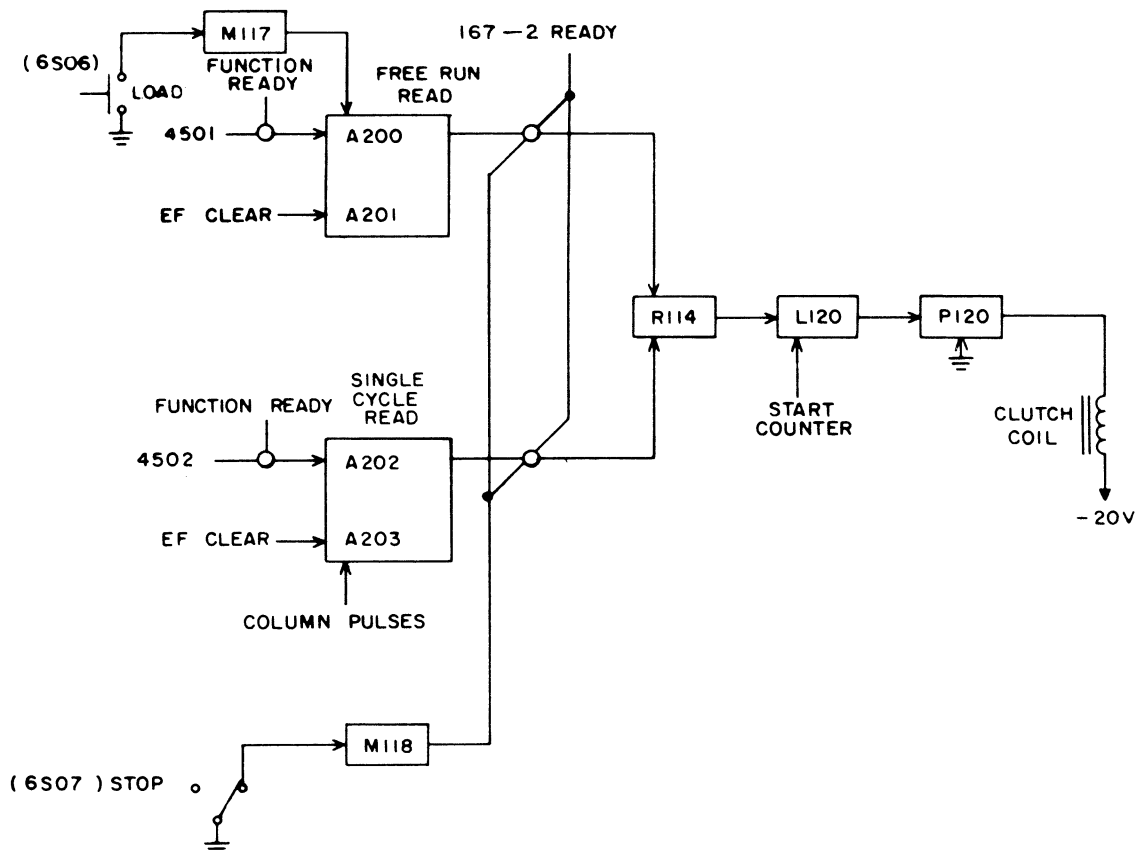 M117
167-2 READY
(6S06)
LOAD
FUNCTION
READY
FREE RUN
READ
4501
A200
EF CLEAR
A201
R114
L120
P120
START
COUNTER
CLUTCH
COIL
-20V
FUNCTION READY
SINGLE
CYCLE
READ
4502
A202
EF CLEAR
A203
COLUMN PULSES
M118
(6S07) STOP